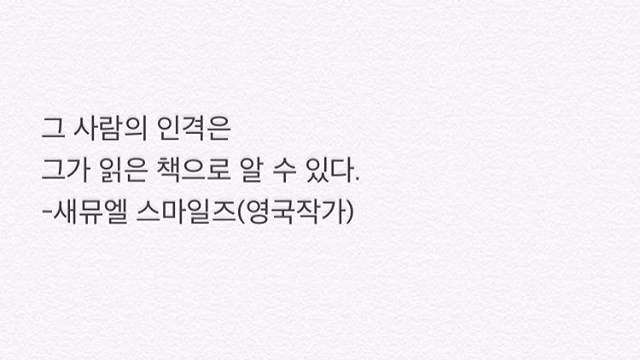 그 사람의 인격은
그가 읽은 책으로 알 수 있다.
-새뮤엘 스마일즈(영국작가)